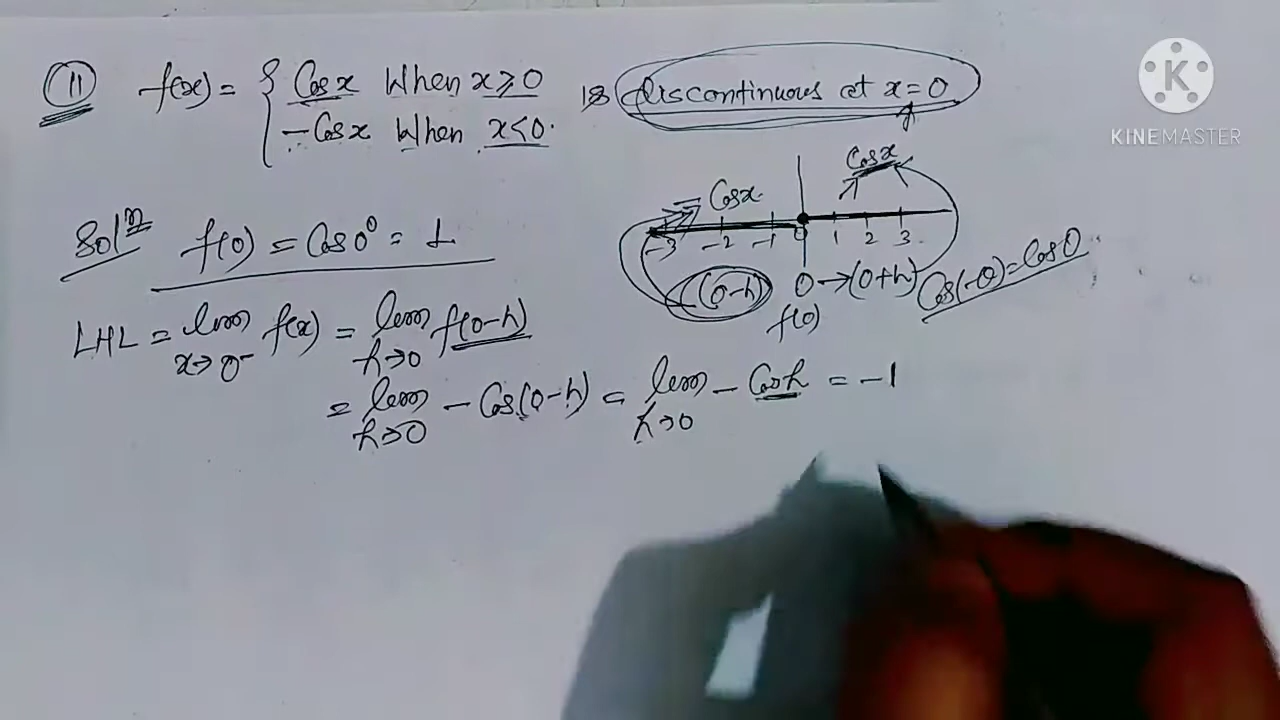 11 f(x) = { Cos x When x ≥ 0 is discontinuous at x = 0
- Cos x When x < 0.
KINEMASTER
Cos x
Cos x.
-3 -2 -1 0 1 2 3
(0-h) 0 → (0+h) Cos(-θ) = Cos θ
f(0)
Solⁿ f(0) = Cos 0° = 1
LHL = lim x→0⁻ f(x) = lim h→0 f(0-h)
= lim h→0 - Cos(0-h) = lim h→0 - Cos h = -1